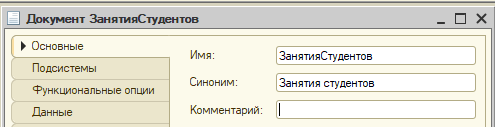 Документ ЗанятияСтудентов
Основные
Подсистемы
Функциональные опции
Данные
Имя: ЗанятияСтудентов
Синоним: Занятия студентов
Комментарий: